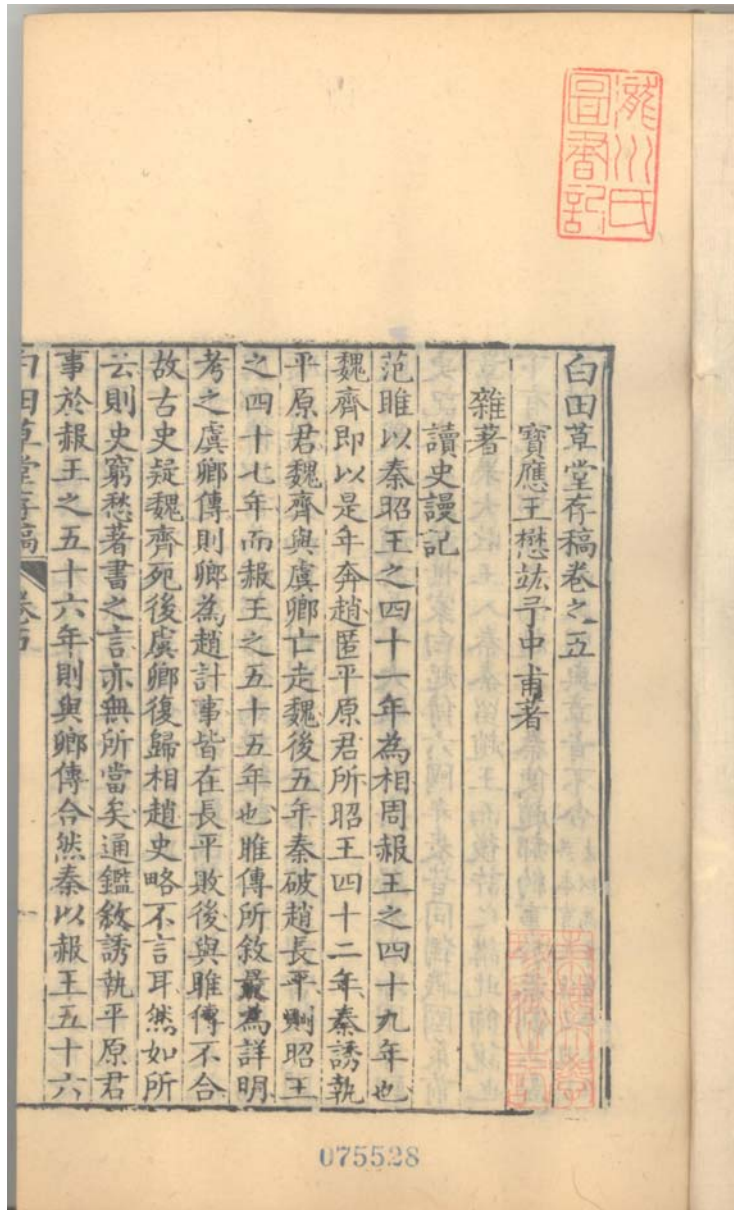 瀧川氏
圖書記
白田草堂存稿卷之五
寶應王懋竑予中甫著
雜著
讀史謾記
范睢以秦昭王之四十一年為相周赧王之四十九年也
魏齊即以是年奔趙匿平原君所昭王四十二年秦誘執
平原君魏齊與虞卿亡走魏後五年秦破趙長平則昭王
之四十七年而赧王之五十五年也睢傳所敘最為詳明
考之虞卿傳則卿為趙計事皆在長平敗後與睢傳不合
故古史疑魏齊死後虞卿復歸相趙史略不言耳然如所
云則史窮愁著書之言亦無所當矣通鑑敘誘執平原君
事於赧王之五十六年則與卿傳合然秦以赧王五十六
白田草堂存稿 卷五
075528